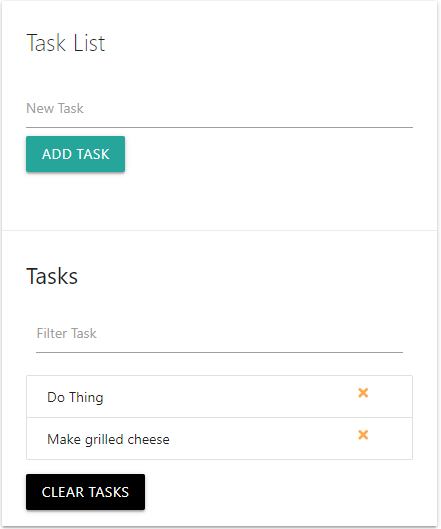 Task List
New Task
ADD TASK
Tasks
Filter Task
Do Thing
Make grilled cheese
CLEAR TASKS